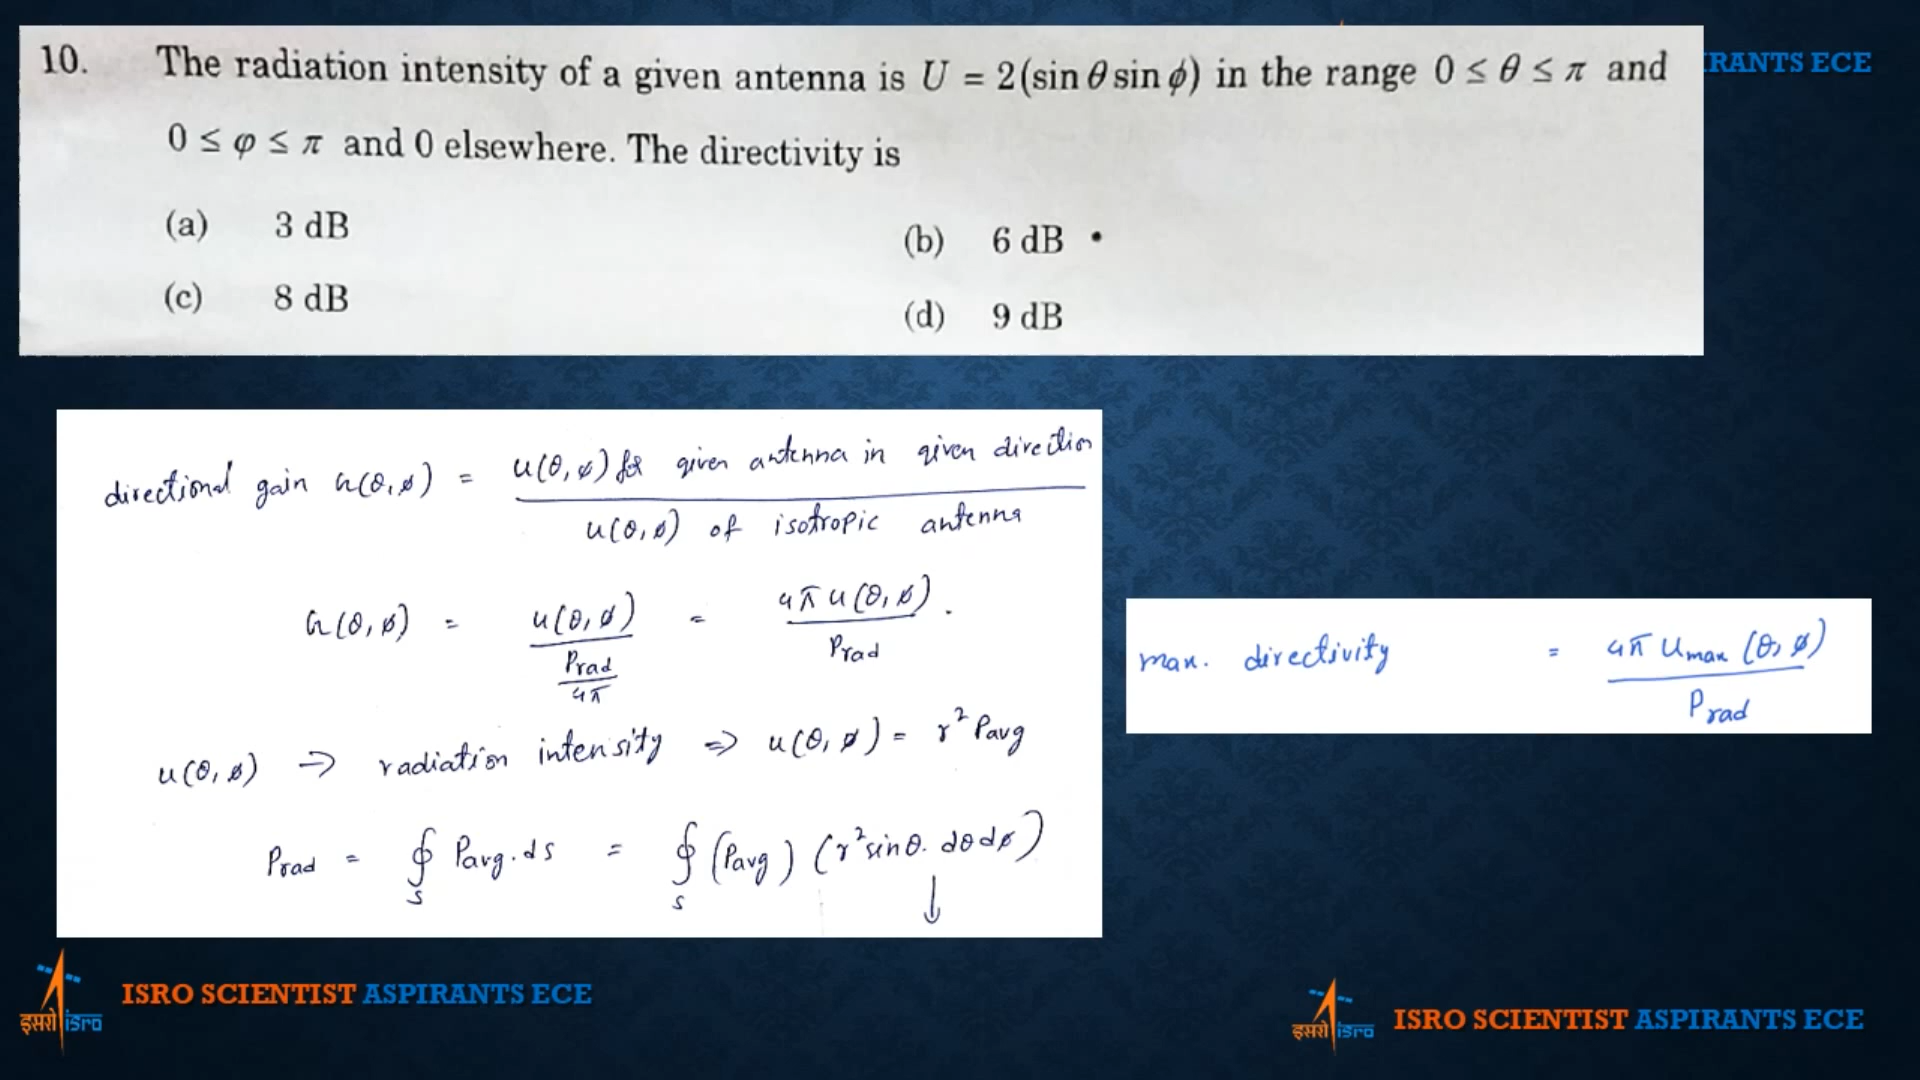 10. The radiation intensity of a given antenna is U = 2(sin θ sin ϕ) in the range 0 ≤ θ ≤ π and
0 ≤ φ ≤ π and 0 elsewhere. The directivity is
(a) 3 dB
(b) 6 dB
(c) 8 dB
(d) 9 dB
RANTS ECE
directional gain G(θ,ϕ) = u(θ,ϕ) for given antenna in given direction
u(θ,ϕ) of isotropic antenna
G(θ,ϕ) = u(θ,ϕ) / (Prad / 4π) = 4π u(θ,ϕ) / Prad .
u(θ,ϕ) → radiation intensity ⇒ u(θ,ϕ) = r² Pavg
Prad = ∮s Pavg . ds = ∮s (Pavg) (r² sinθ. dθ dϕ)
↓
max. directivity = 4π Umax (θ,ϕ) / Prad
इसरो isro
ISRO SCIENTIST ASPIRANTS ECE
इसरो isro
ISRO SCIENTIST ASPIRANTS ECE